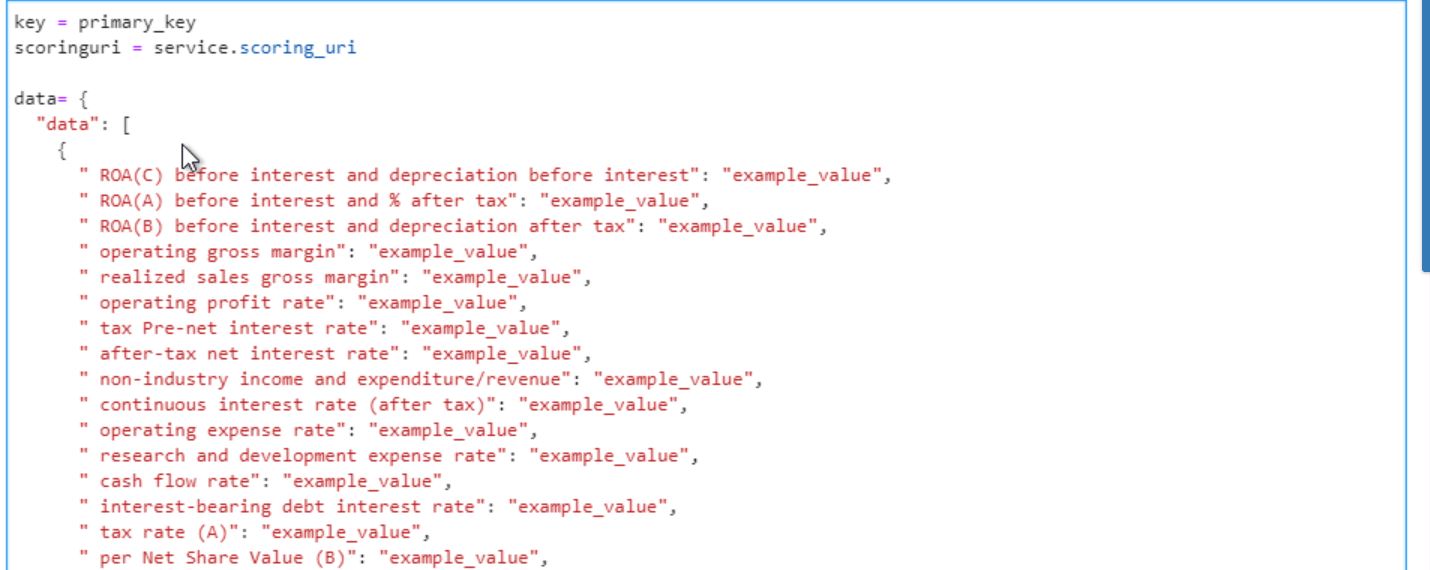 key = primary_key
scoringuri = service.scoring_uri
data= {
"data": [
{
" ROA(C) before interest and depreciation before interest": "example_value",
" ROA(A) before interest and % after tax": "example_value",
" ROA(B) before interest and depreciation after tax": "example_value",
" operating gross margin": "example_value",
" realized sales gross margin": "example_value",
" operating profit rate": "example_value",
" tax Pre-net interest rate": "example_value",
" after-tax net interest rate": "example_value",
" non-industry income and expenditure/revenue": "example_value",
" continuous interest rate (after tax)": "example_value",
" operating expense rate": "example_value",
" research and development expense rate": "example_value",
" cash flow rate": "example_value",
" interest-bearing debt interest rate": "example_value",
" tax rate (A)": "example_value",
" per Net Share Value (B)": "example_value",